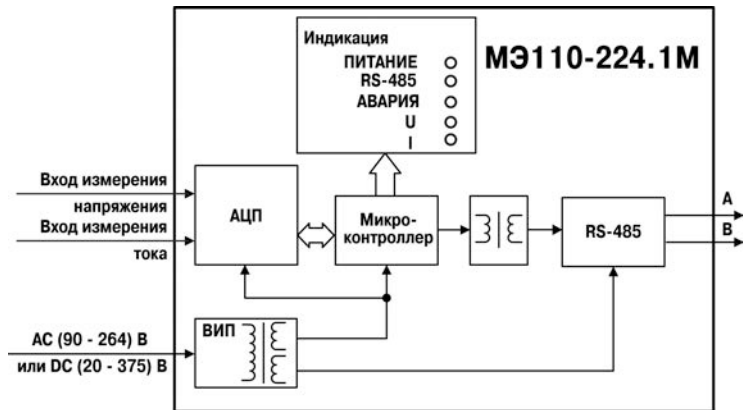 Индикация
МЭ110-224.1М
ПИТАНИЕ
RS-485
АВАРИЯ
U
I
Вход измерения
напряжения
Вход измерения
тока
АЦП
Микро-
контроллер
RS-485
A
B
ВИП
AC (90 - 264) В
или DC (20 - 375) В